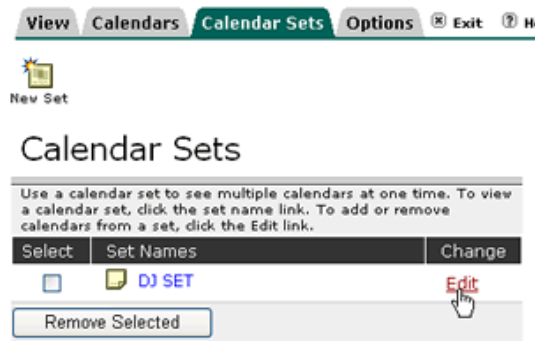 View Calendars Calendar Sets Options Exit
New Set
Calendar Sets
Use a calendar set to see multiple calendars at one time. To view
a calendar set, click the set name link. To add or remove
calendars from a set, click the Edit link.
Select Set Names Change
DJ SET Edit
Remove Selected